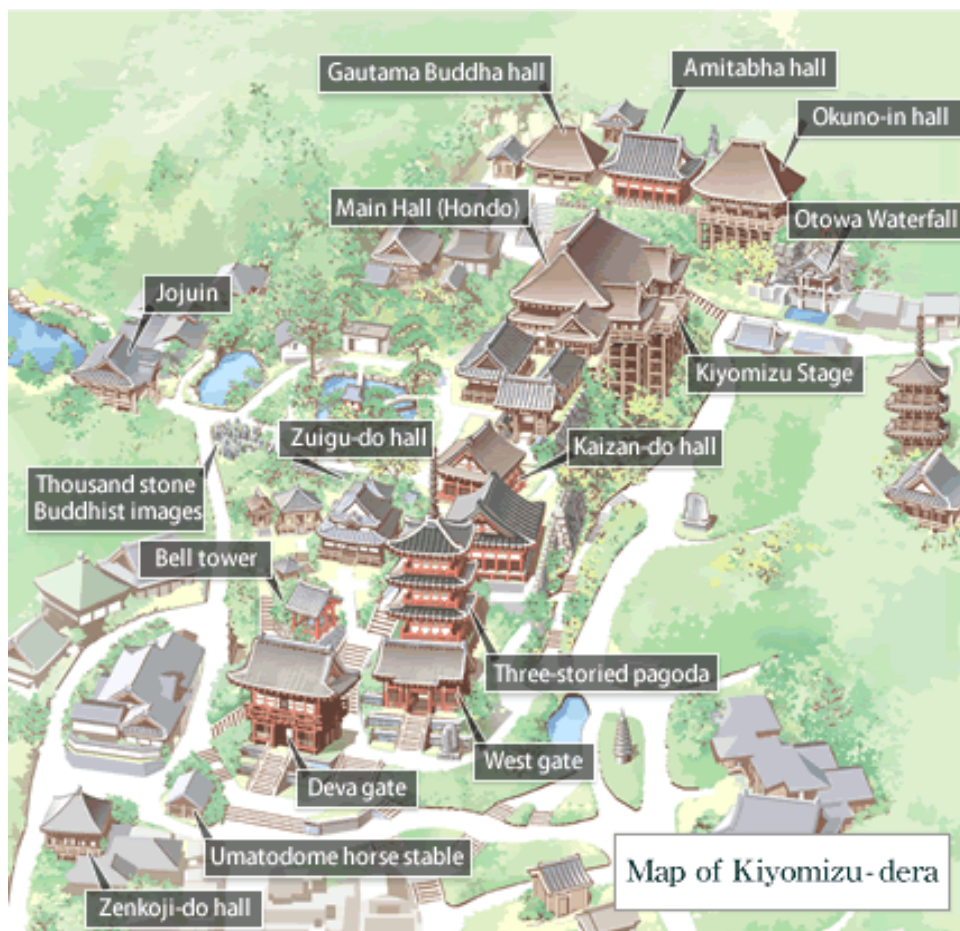 Gautama Buddha hall
Amitabha hall
Okuno-in hall
Main Hall (Hondo)
Otowa Waterfall
Jojuin
Kiyomizu Stage
Zuigu-do hall
Kaizan-do hall
Thousand stone
Buddhist images
Bell tower
Three-storied pagoda
West gate
Deva gate
Umatodome horse stable
Map of Kiyomizu-dera
Zenkoji-do hall